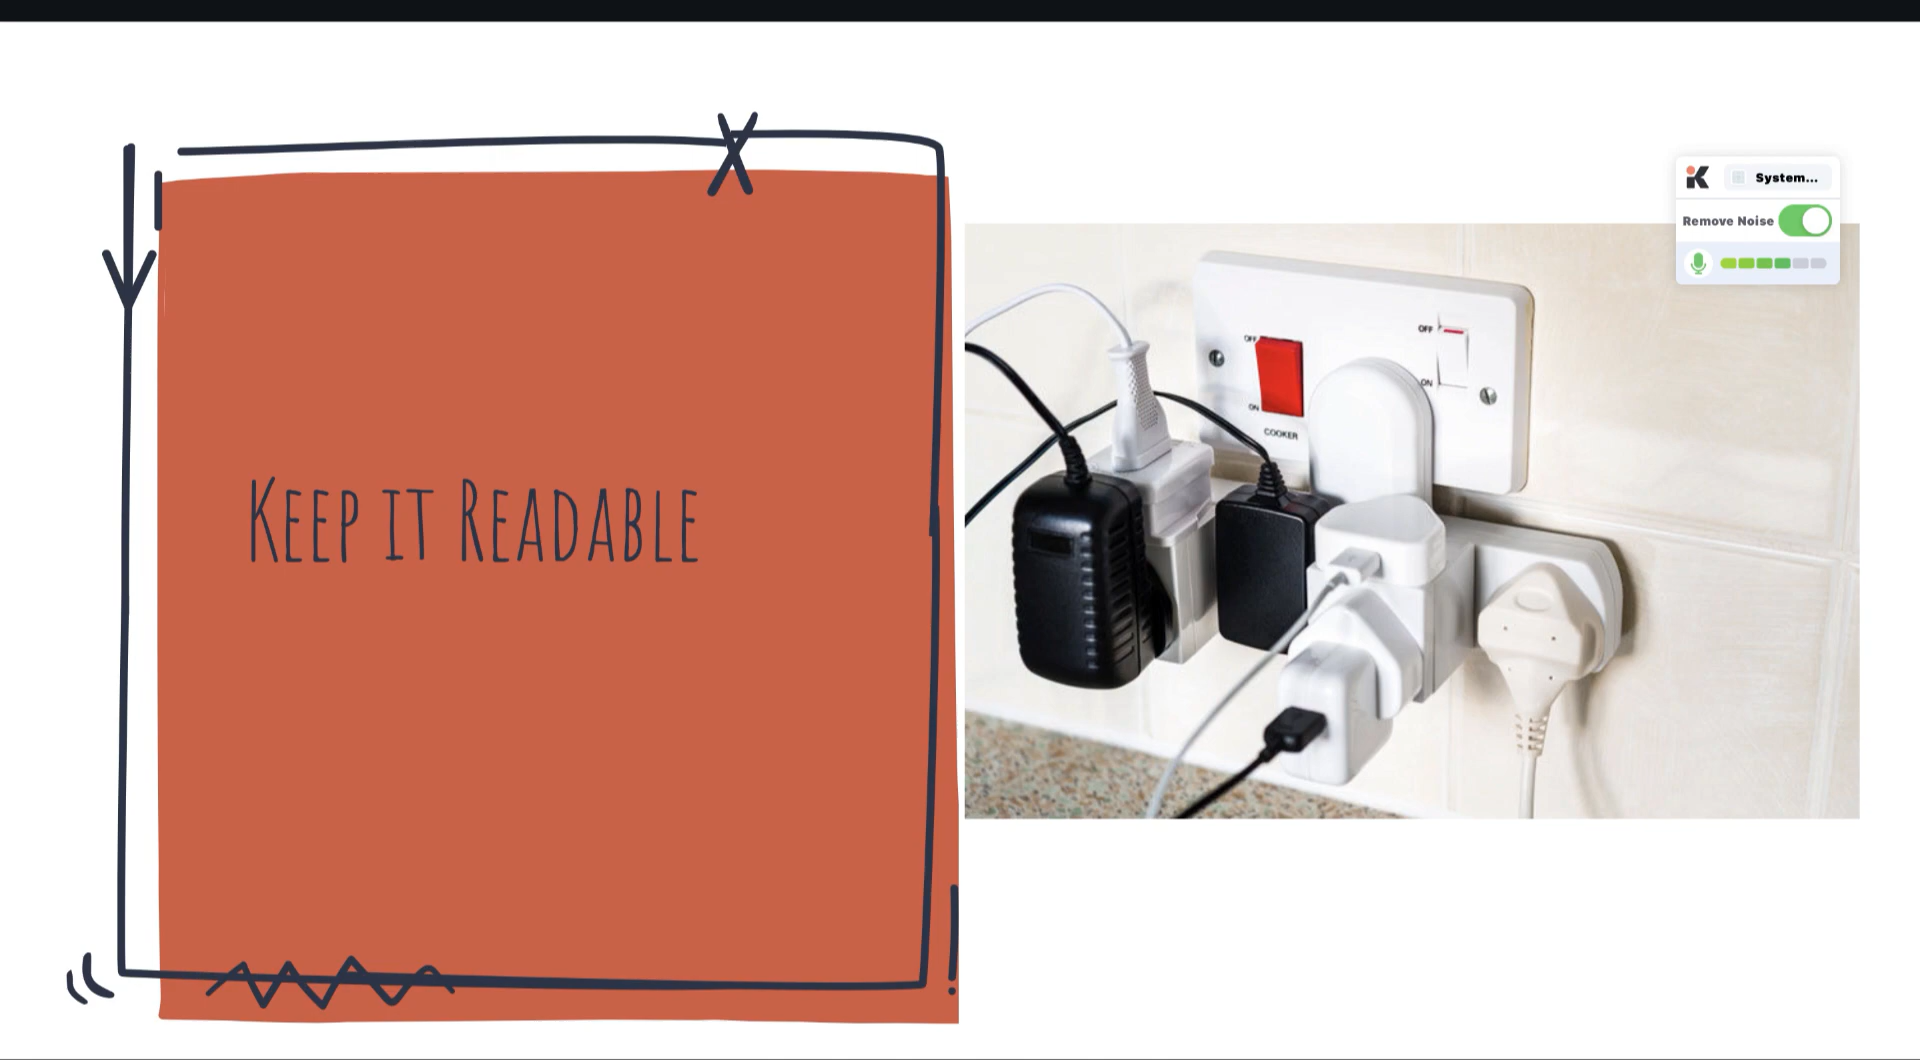 Keep it Readable
System...
Remove Noise
OFF
OFF
ON
ON
COOKER